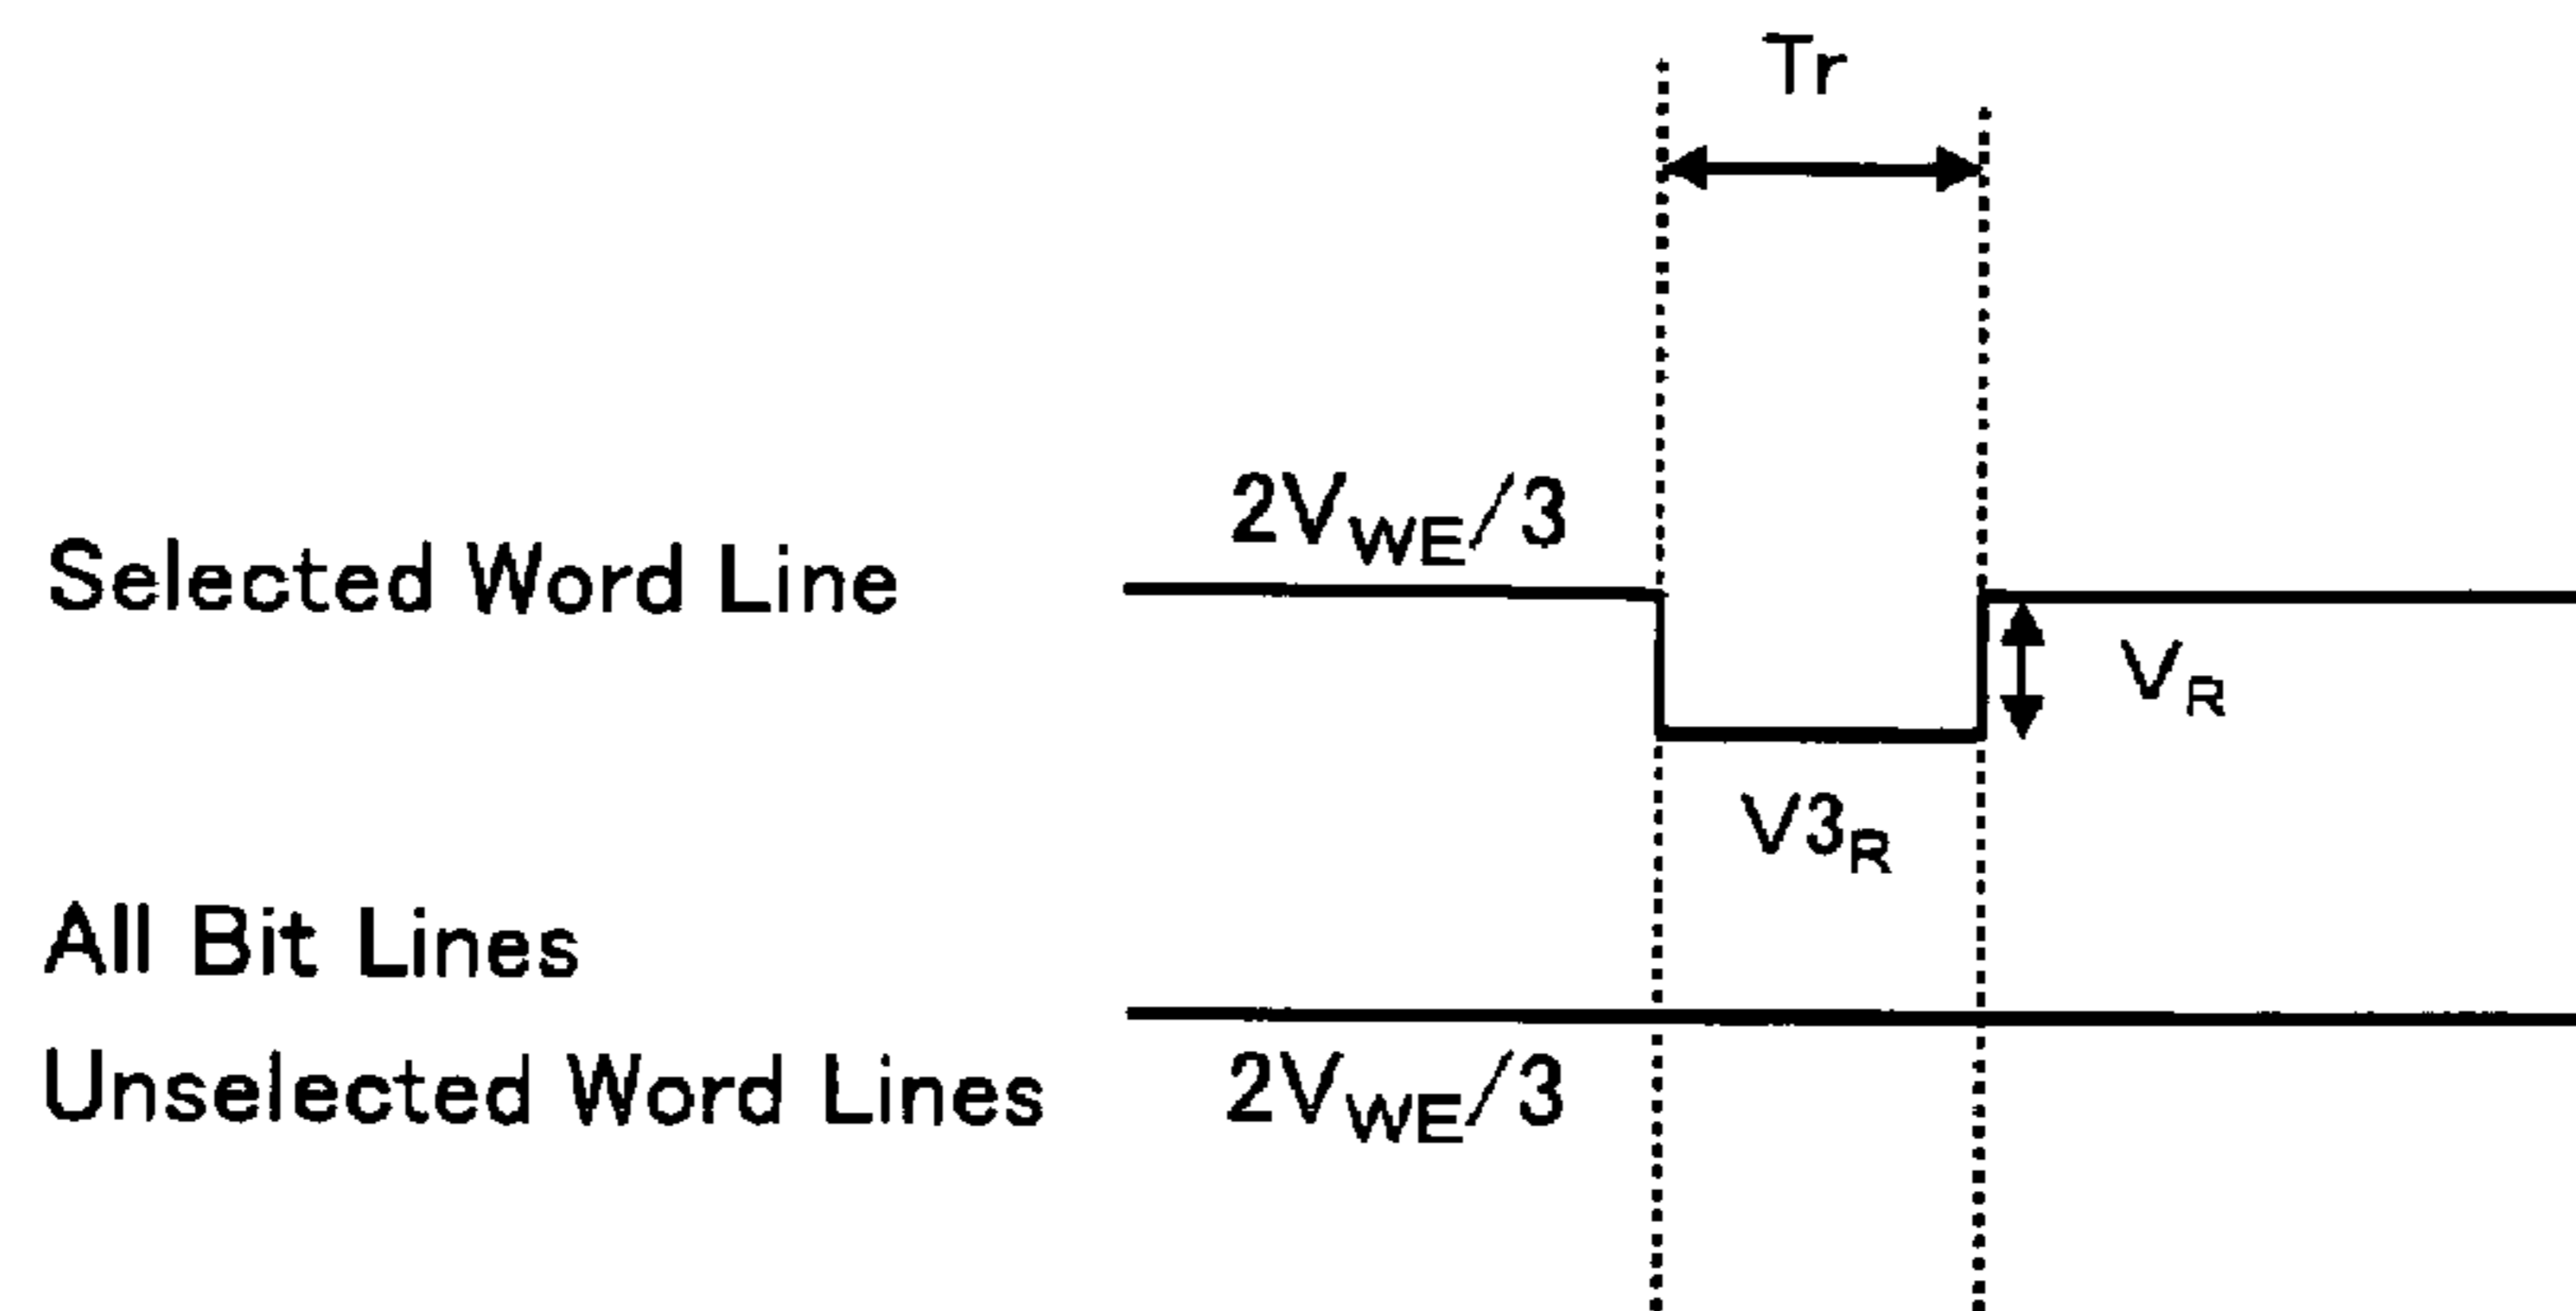 Tr
2V_WE/3
Selected Word Line
V_R
V3_R
All Bit Lines
Unselected Word Lines
2V_WE/3